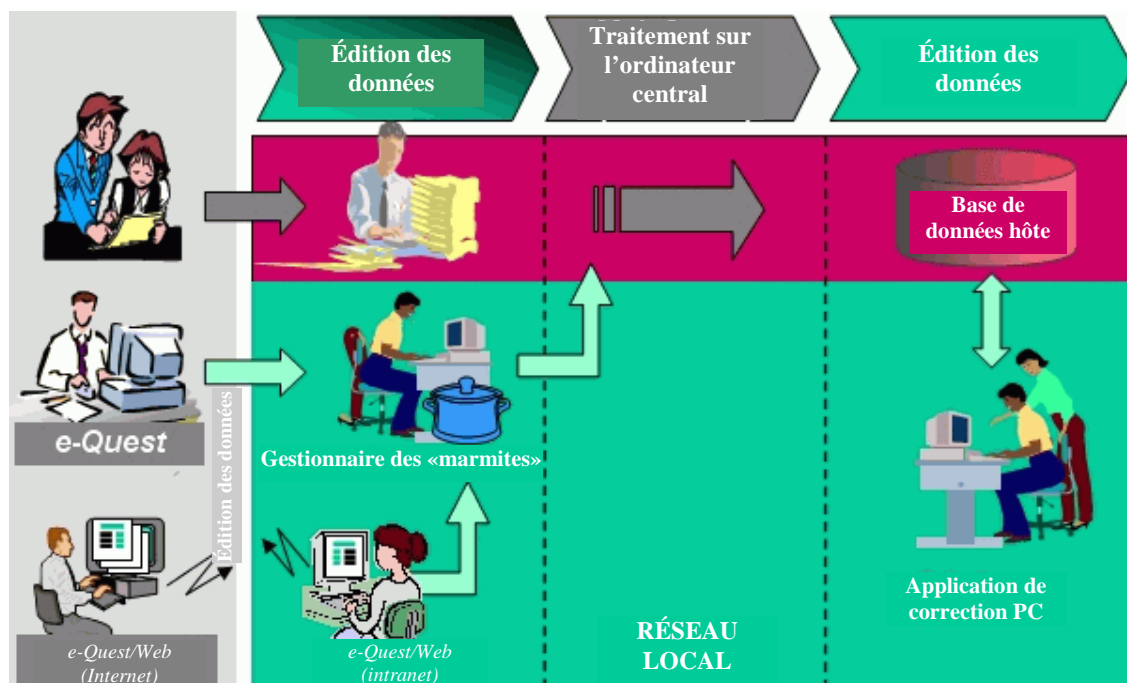 Édition des
données
Traitement sur
l'ordinateur
central
Édition des
données
Base de
données hôte
e-Quest
Édition des données
Gestionnaire des «marmites»
Application de
correction PC
e-Quest/Web
(Internet)
e-Quest/Web
(intranet)
RÉSEAU
LOCAL